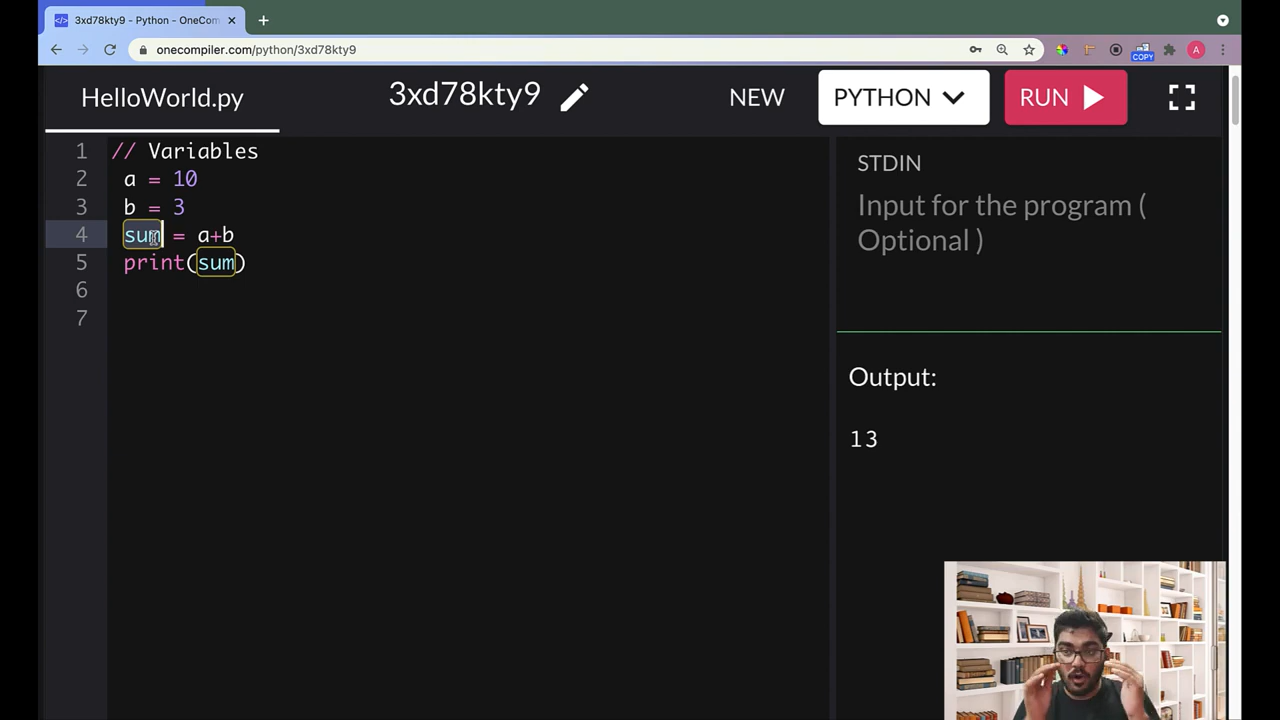 3xd78kty9 - Python - OneCom
onecompiler.com/python/3xd78kty9
COPY
A
HelloWorld.py
3xd78kty9
NEW
PYTHON
RUN
1 // Variables
2 a = 10
3 b = 3
4 sum = a+b
5 print(sum)
6
7
STDIN
Input for the program (
Optional )
Output:
13